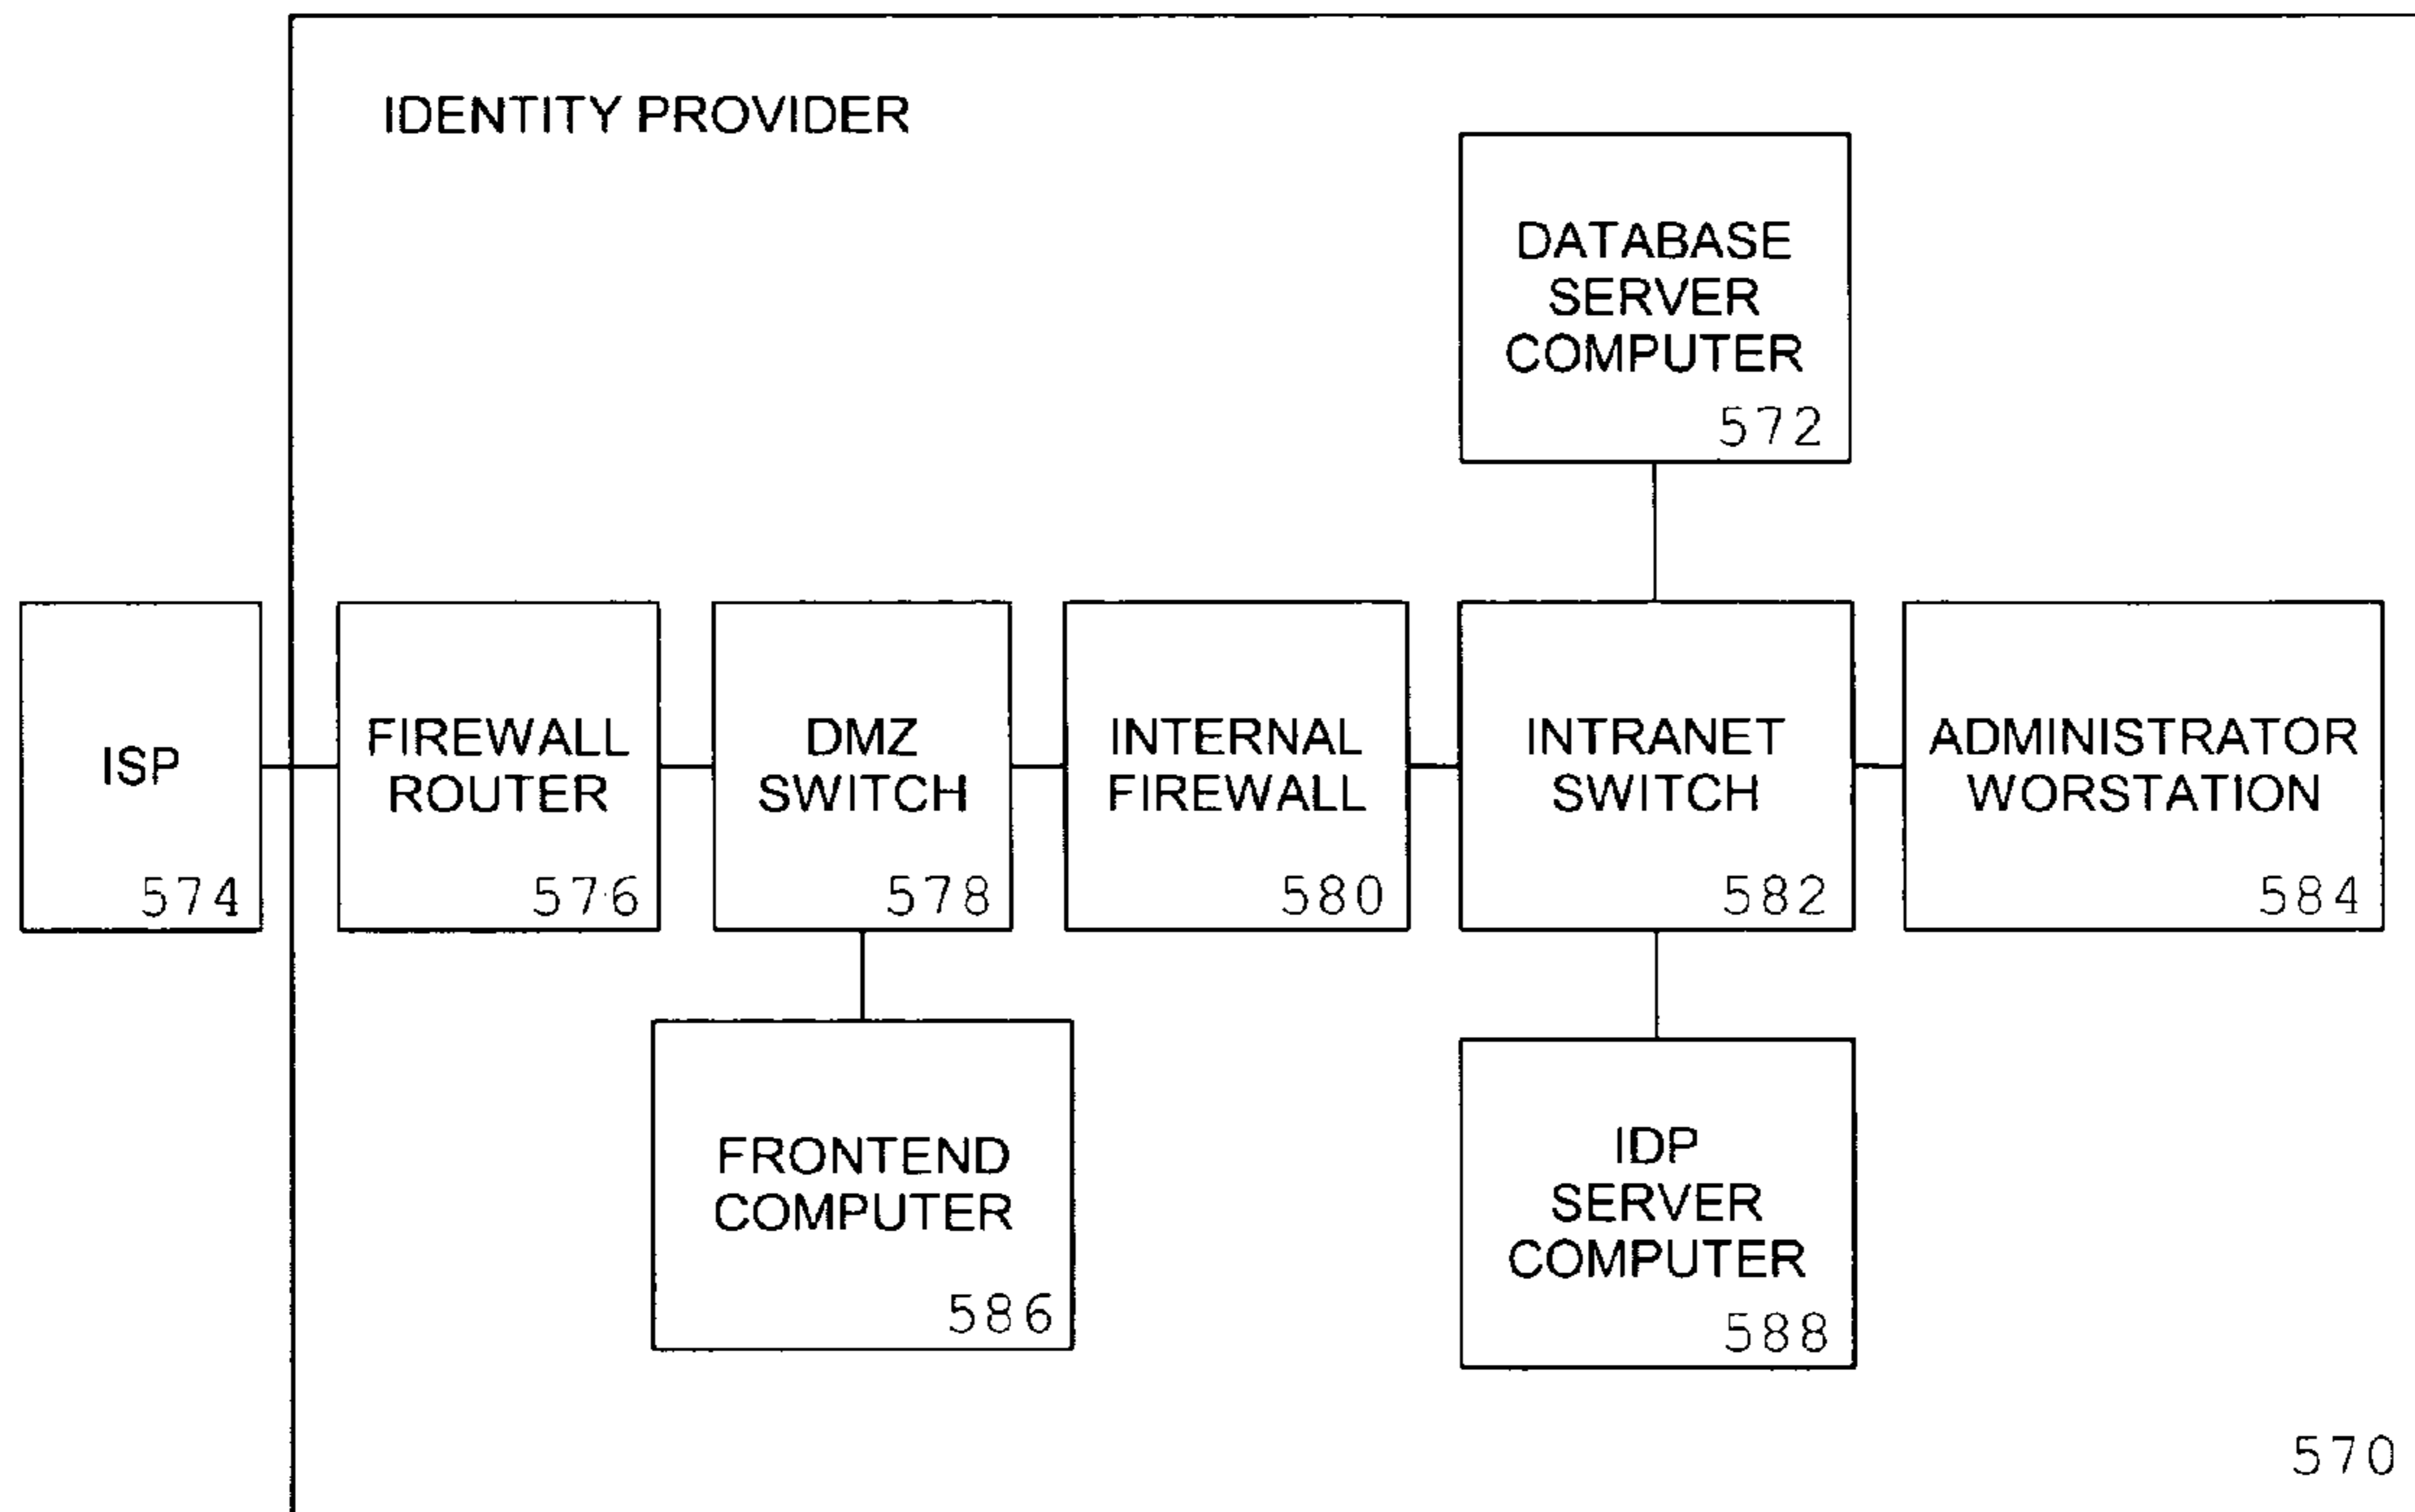 IDENTITY PROVIDER
DATABASE
SERVER
COMPUTER
572
ISP
574
FIREWALL
ROUTER
576
DMZ
SWITCH
578
INTERNAL
FIREWALL
580
INTRANET
SWITCH
582
ADMINISTRATOR
WORSTATION
584
FRONTEND
COMPUTER
586
IDP
SERVER
COMPUTER
588
570